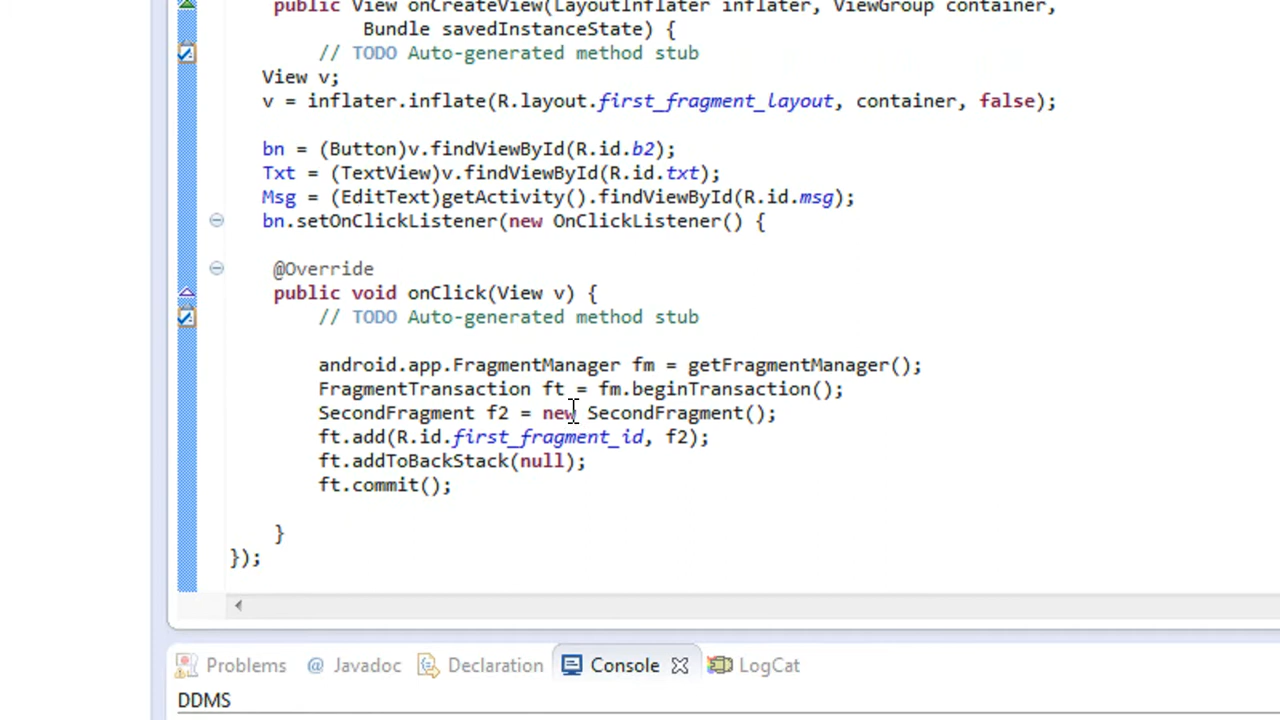 public View onCreateView(LayoutInflater inflater, ViewGroup container,
Bundle savedInstanceState) {
// TODO Auto-generated method stub
View v;
v = inflater.inflate(R.layout.first_fragment_layout, container, false);
bn = (Button)v.findViewById(R.id.b2);
Txt = (TextView)v.findViewById(R.id.txt);
Msg = (EditText)getActivity().findViewById(R.id.msg);
bn.setOnClickListener(new OnClickListener() {
@Override
public void onClick(View v) {
// TODO Auto-generated method stub
android.app.FragmentManager fm = getFragmentManager();
FragmentTransaction ft = fm.beginTransaction();
SecondFragment f2 = new SecondFragment();
ft.add(R.id.first_fragment_id, f2);
ft.addToBackStack(null);
ft.commit();
}
});
Problems @ Javadoc Declaration Console LogCat
DDMS